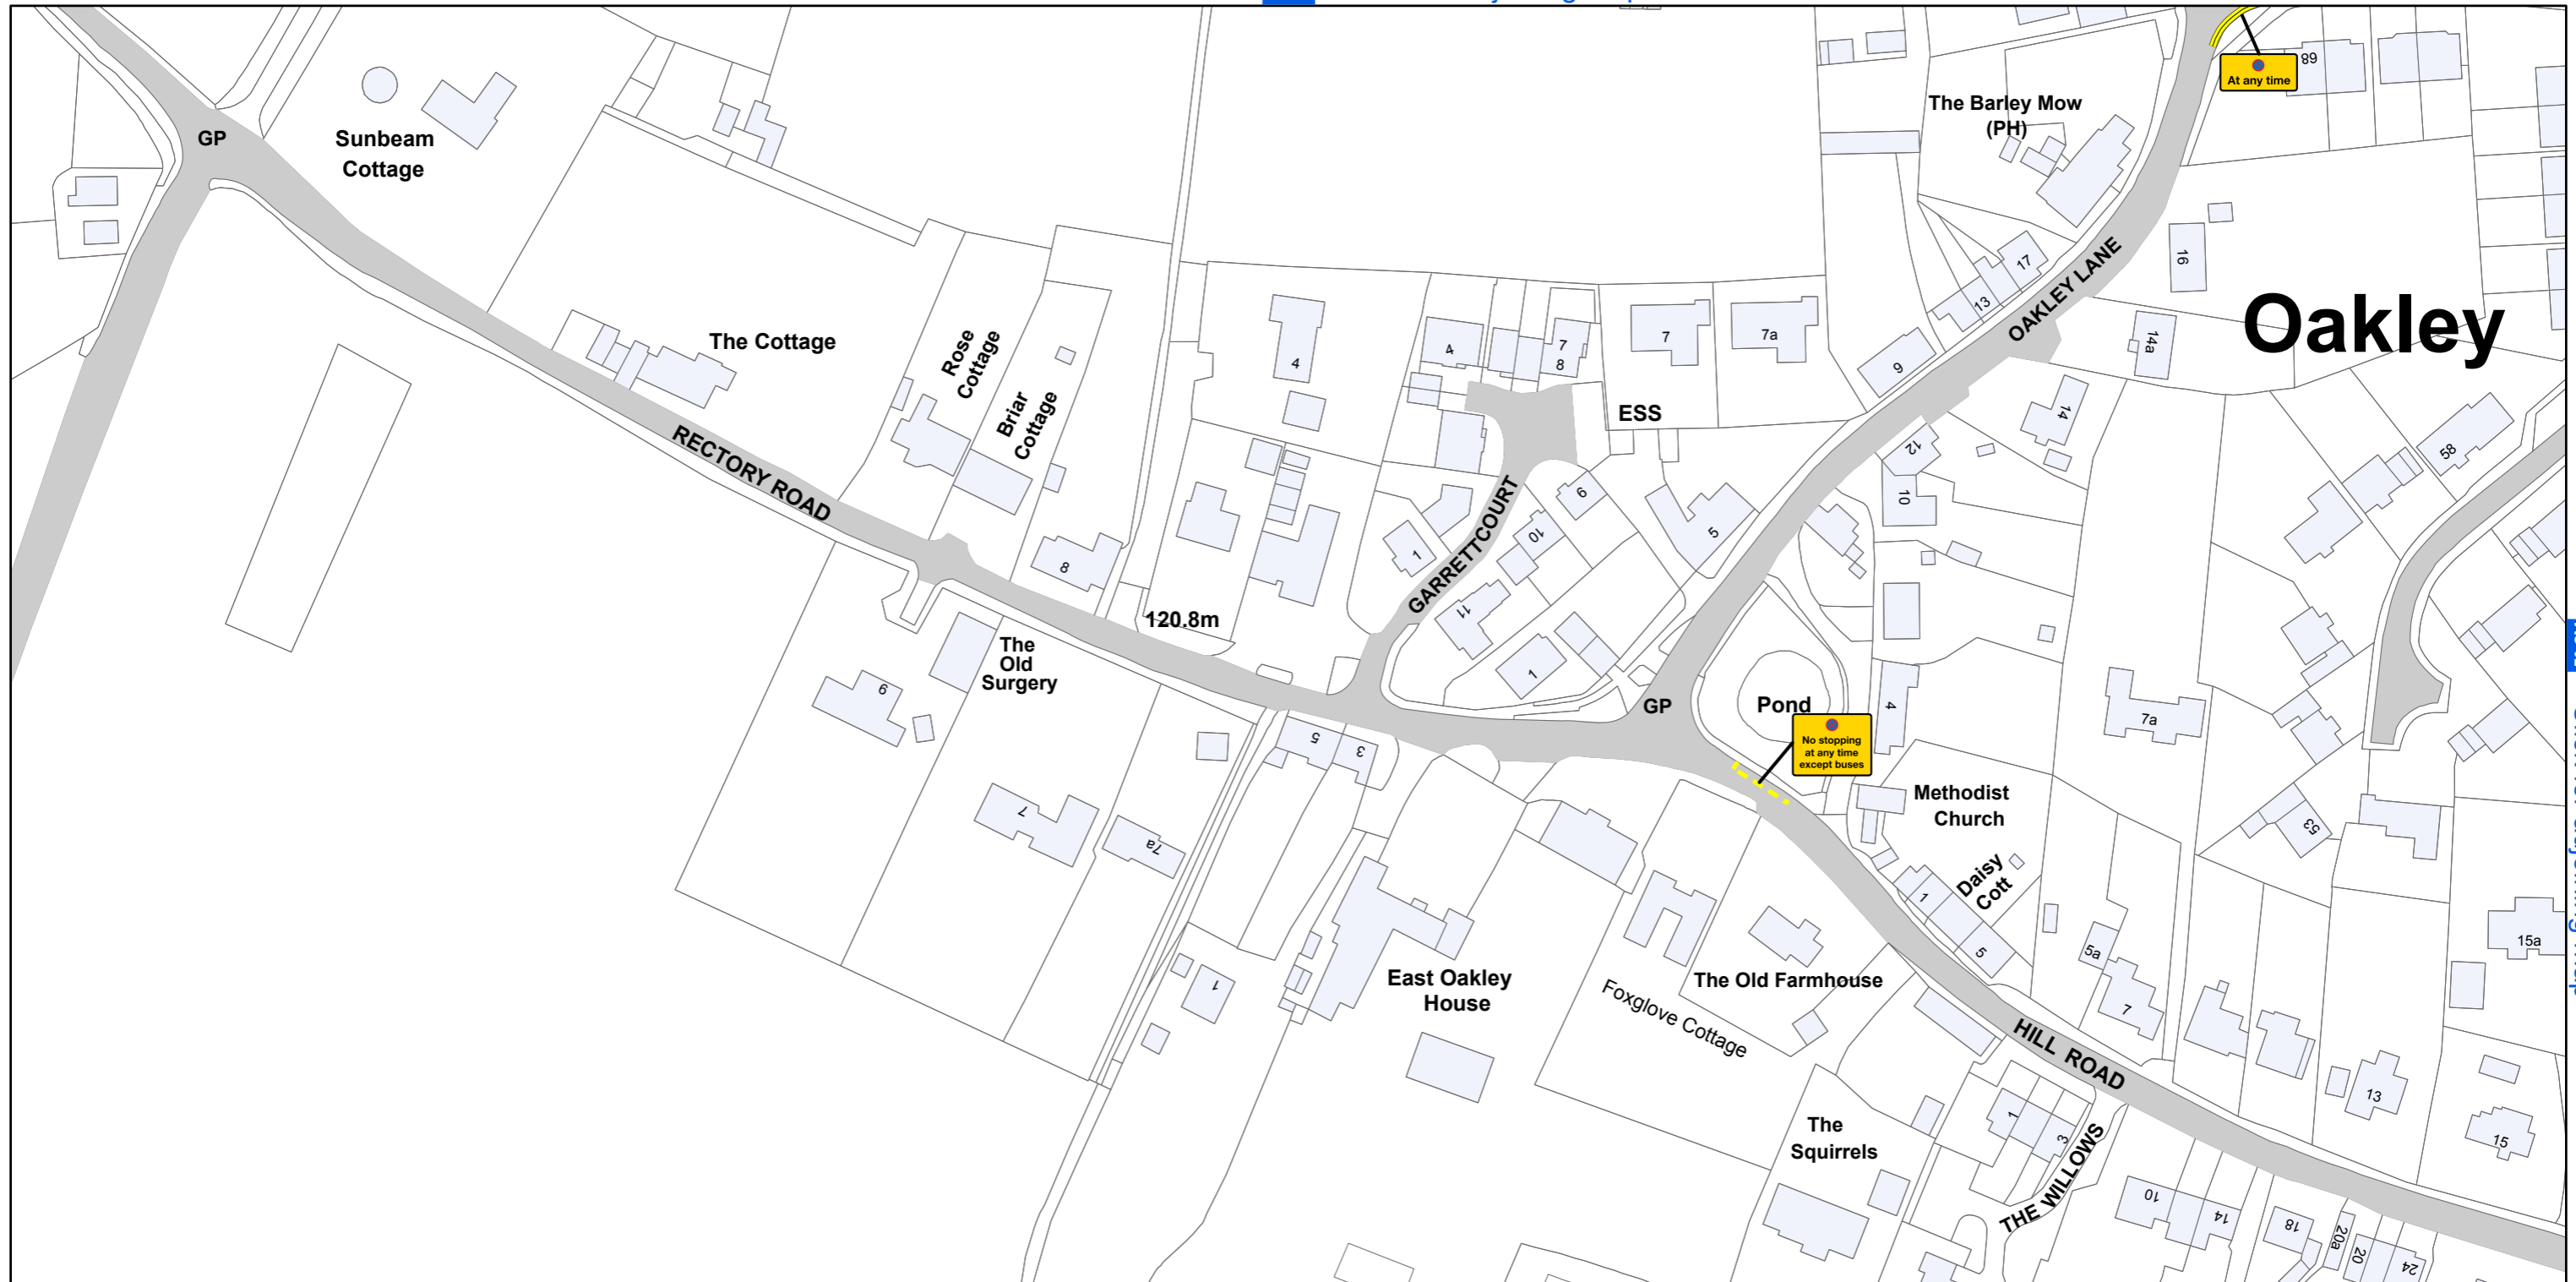 At any time
68
The Barley Mow
(PH)
GP
Sunbeam
Cottage
16
17
13
OAKLEY LANE
Oakley
The Cottage
Rose
Cottage
Briar
Cottage
4
4
7
8
7
7a
9
14a
14
ESS
RECTORY ROAD
12
10
58
GARRETTCOURT
6
10
5
1
11
8
120.8m
1
The
Old
Surgery
9
GP
Pond
No stopping
at any time
except buses
4
7a
5
3
7
7a
Methodist
Church
53
Daisy
Cott
1
5
5a
7
15a
1
East Oakley
House
The Old Farmhouse
Foxglove Cottage
HILL ROAD
13
15
The
Squirrels
1
3
THE WILLOWS
10
14
18
20a
20
24